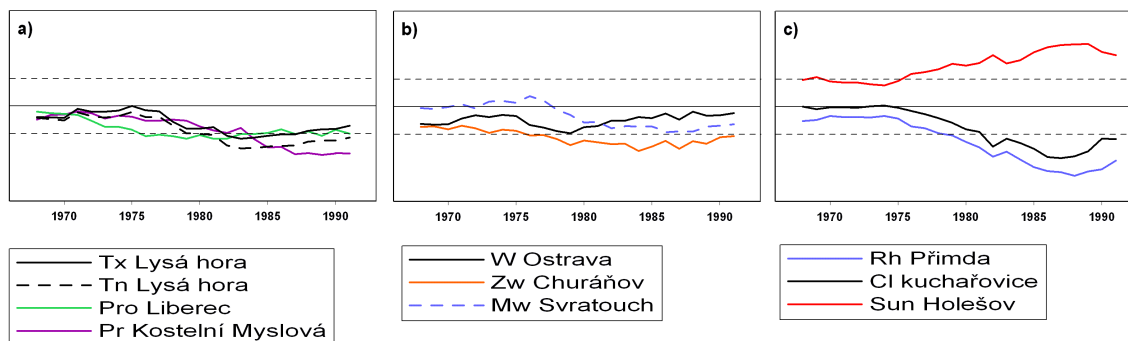 a)
1970 1975 1980 1985 1990
Tx Lysá hora
Tn Lysá hora
Pro Liberec
Pr Kostelní Myslová
b)
1970 1975 1980 1985 1990
W Ostrava
Zw Churáňov
Mw Svratouch
c)
1970 1975 1980 1985 1990
Rh Přimda
Cl kuchařovice
Sun Holešov